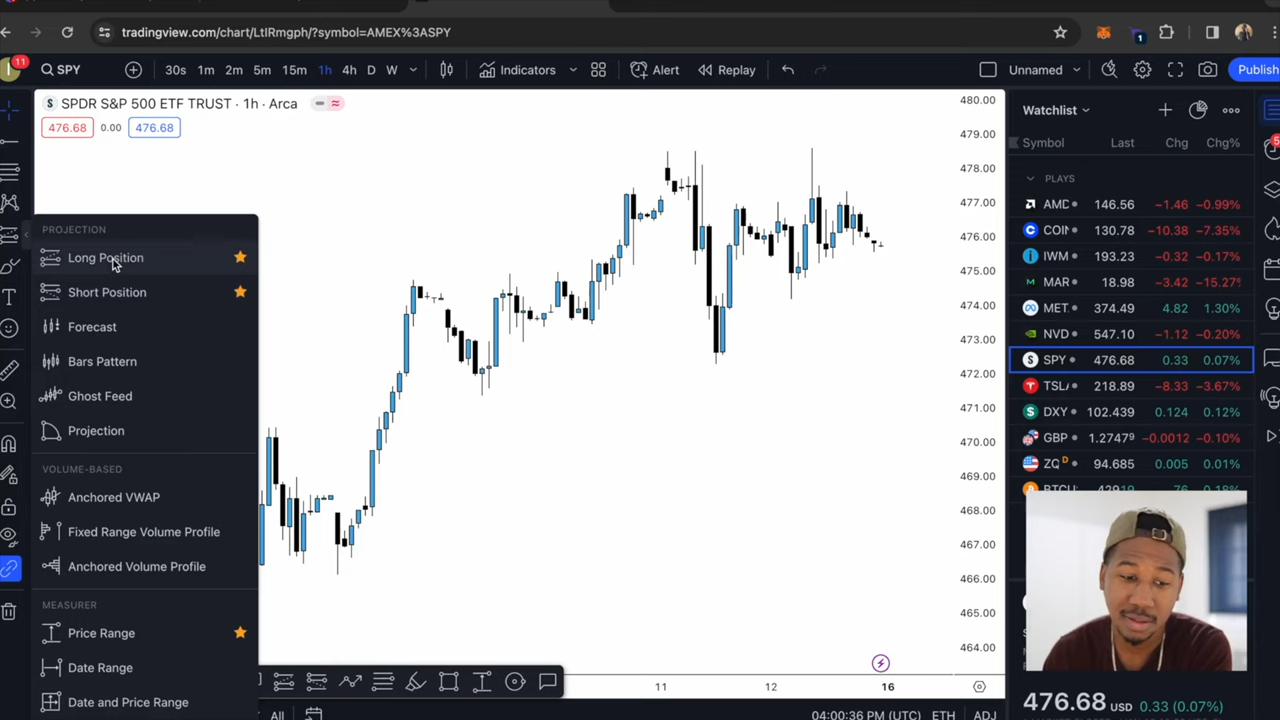 tradingview.com/chart/LtIRmgph/?symbol=AMEX%3ASPY
1
11
SPY
30s 1m 2m 5m 15m 1h 4h D W
Indicators
Alert
Replay
Unnamed
Publish
SPDR S&P 500 ETF TRUST · 1h · Arca
476.68 0.00 476.68
PROJECTION
Long Position
Short Position
Forecast
Bars Pattern
Ghost Feed
Projection
VOLUME-BASED
Anchored VWAP
Fixed Range Volume Profile
Anchored Volume Profile
MEASURER
Price Range
Date Range
Date and Price Range
480.00
479.00
478.00
477.00
476.00
475.00
474.00
473.00
472.00
471.00
470.00
469.00
468.00
467.00
466.00
465.00
464.00
11 12 16
All
04:00:36 PM (UTC) ETH ADJ
Watchlist
Symbol Last Chg Chg%
PLAYS
AMD 146.56 −1.46 −0.99%
COIN 130.78 −10.38 −7.35%
IWM 193.23 −0.32 −0.17%
MAR 18.98 −3.42 −15.27%
MET 374.49 4.82 1.30%
NVD 547.10 −1.12 −0.20%
SPY 476.68 0.33 0.07%
TSL 218.89 −8.33 −3.67%
DXY 102.439 0.124 0.12%
GBP 1.27479 −0.0012 −0.10%
ZQ D 94.685 0.005 0.01%
5
476.68 USD 0.33 (0.07%)